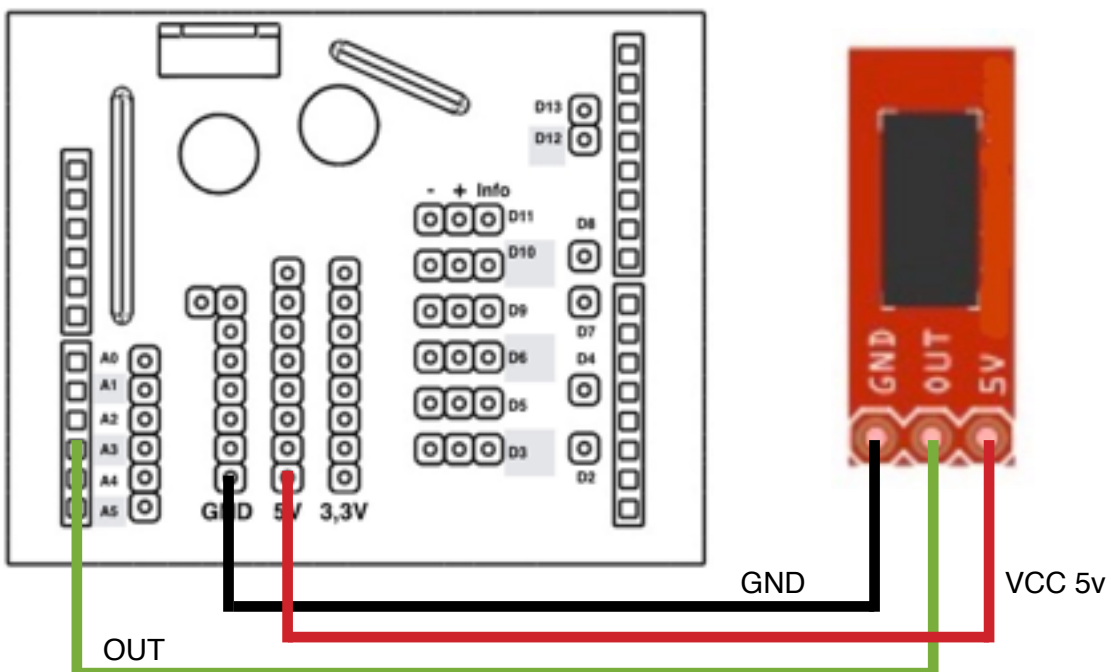 D13
D12
- + Info
D11
D8
D10
D9
D7
D6
D4
D5
D3
D2
A0
A1
A2
A3
A4
A5
GND 5V 3,3V
GND
OUT
5V
GND
VCC 5v
OUT